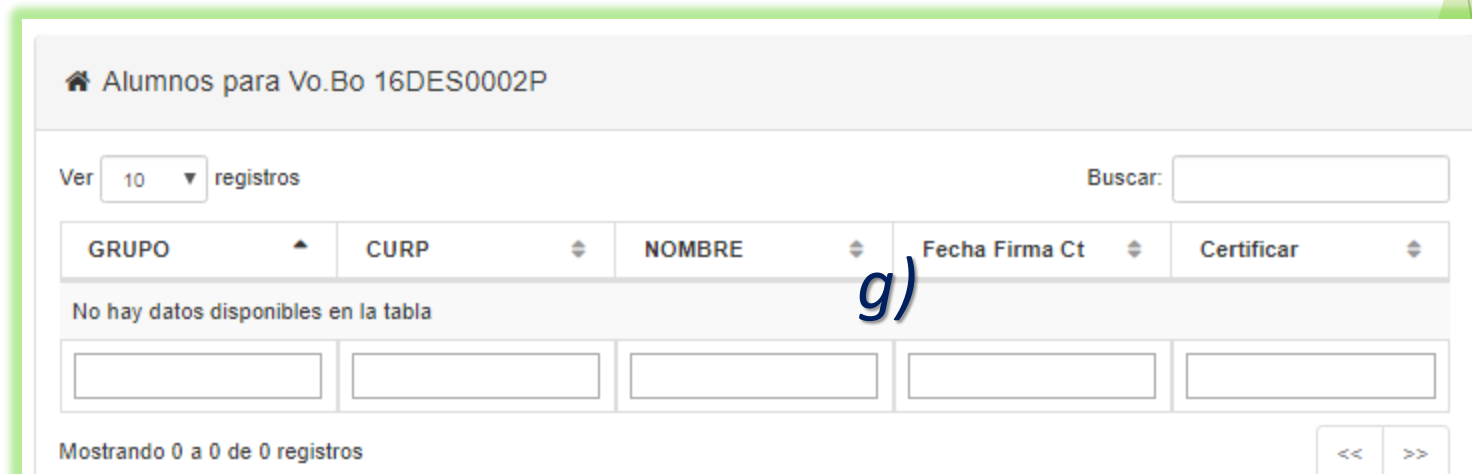 Alumnos para Vo.Bo 16DES0002P
Ver 10 registros Buscar:
GRUPO CURP NOMBRE Fecha Firma Ct Certificar
g)
No hay datos disponibles en la tabla
Mostrando 0 a 0 de 0 registros << >>